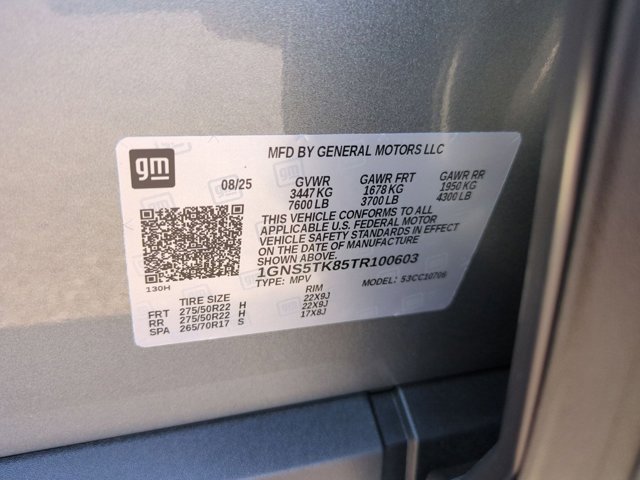 gm
MFD BY GENERAL MOTORS LLC
08/25 GVWR GAWR FRT GAWR RR
3447 KG 1678 KG 1950 KG
7600 LB 3700 LB 4300 LB
THIS VEHICLE CONFORMS TO ALL
APPLICABLE U.S. FEDERAL MOTOR
VEHICLE SAFETY STANDARDS IN EFFECT
ON THE DATE OF MANUFACTURE
SHOWN ABOVE.
1GNS5TK85TR100603
TYPE: MPV MODEL: 53CC10706
130H
TIRE SIZE RIM
FRT 275/50R22 H 22X9J
RR 275/50R22 H 22X9J
SPA 265/70R17 S 17X8J